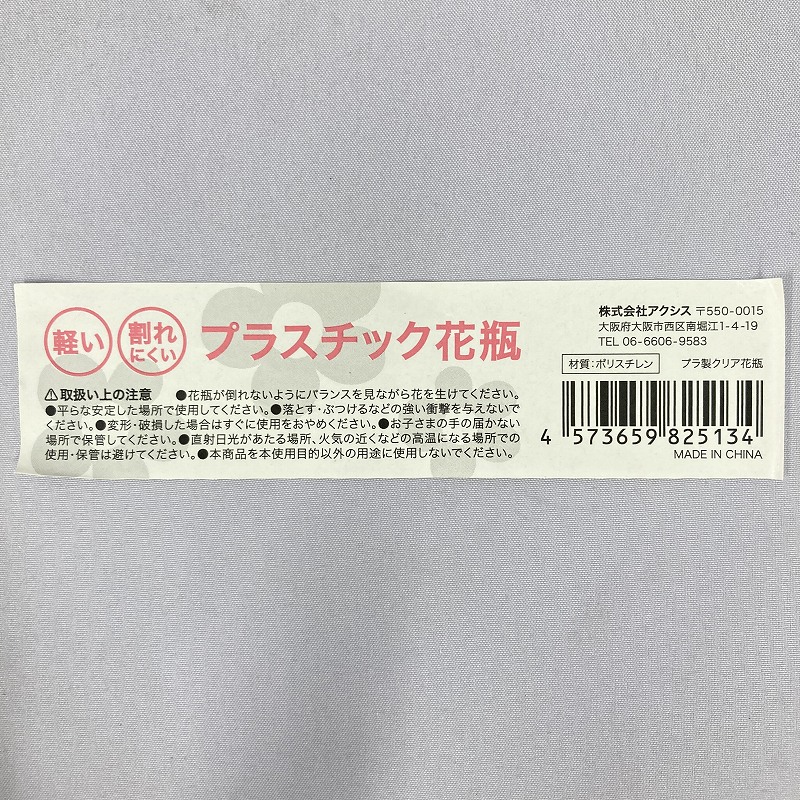 軽い
割れ
にくい
プラスチック花瓶
⚠取扱い上の注意 ●花瓶が倒れないようにバランスを見ながら花を生けてください。
●平らな安定した場所で使用してください。●落とす・ぶつけるなどの強い衝撃を与えないで
ください。●変形・破損した場合はすぐに使用をおやめください。●お子さまの手の届かない
場所で保管してください。●直射日光があたる場所、火気の近くなどの高温になる場所での
使用・保管は避けてください。●本商品を本使用目的以外の用途に使用しないでください。
株式会社アクシス 〒550-0015
大阪府大阪市西区南堀江1-4-19
TEL 06-6606-9583
材質：ポリスチレン プラ製クリア花瓶
4 573659 825134
MADE IN CHINA